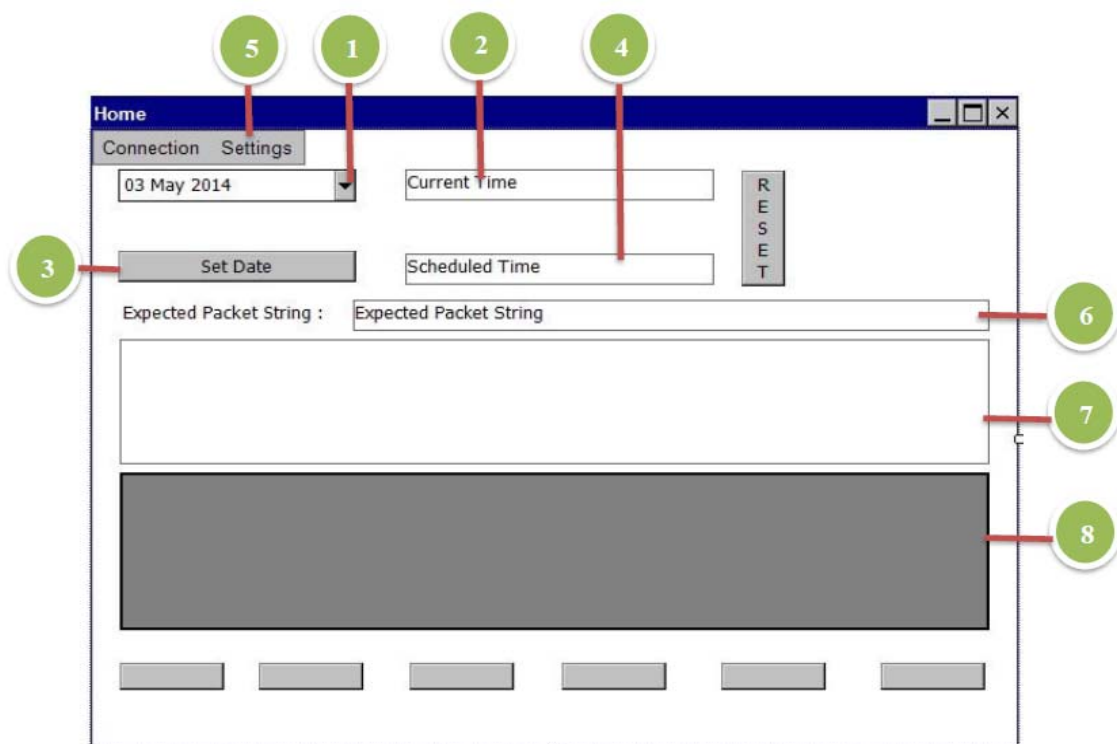 5 1 2 4
Home
Connection Settings
03 May 2014
Current Time
RESET
3
Set Date
Scheduled Time
Expected Packet String : Expected Packet String
6
7
8